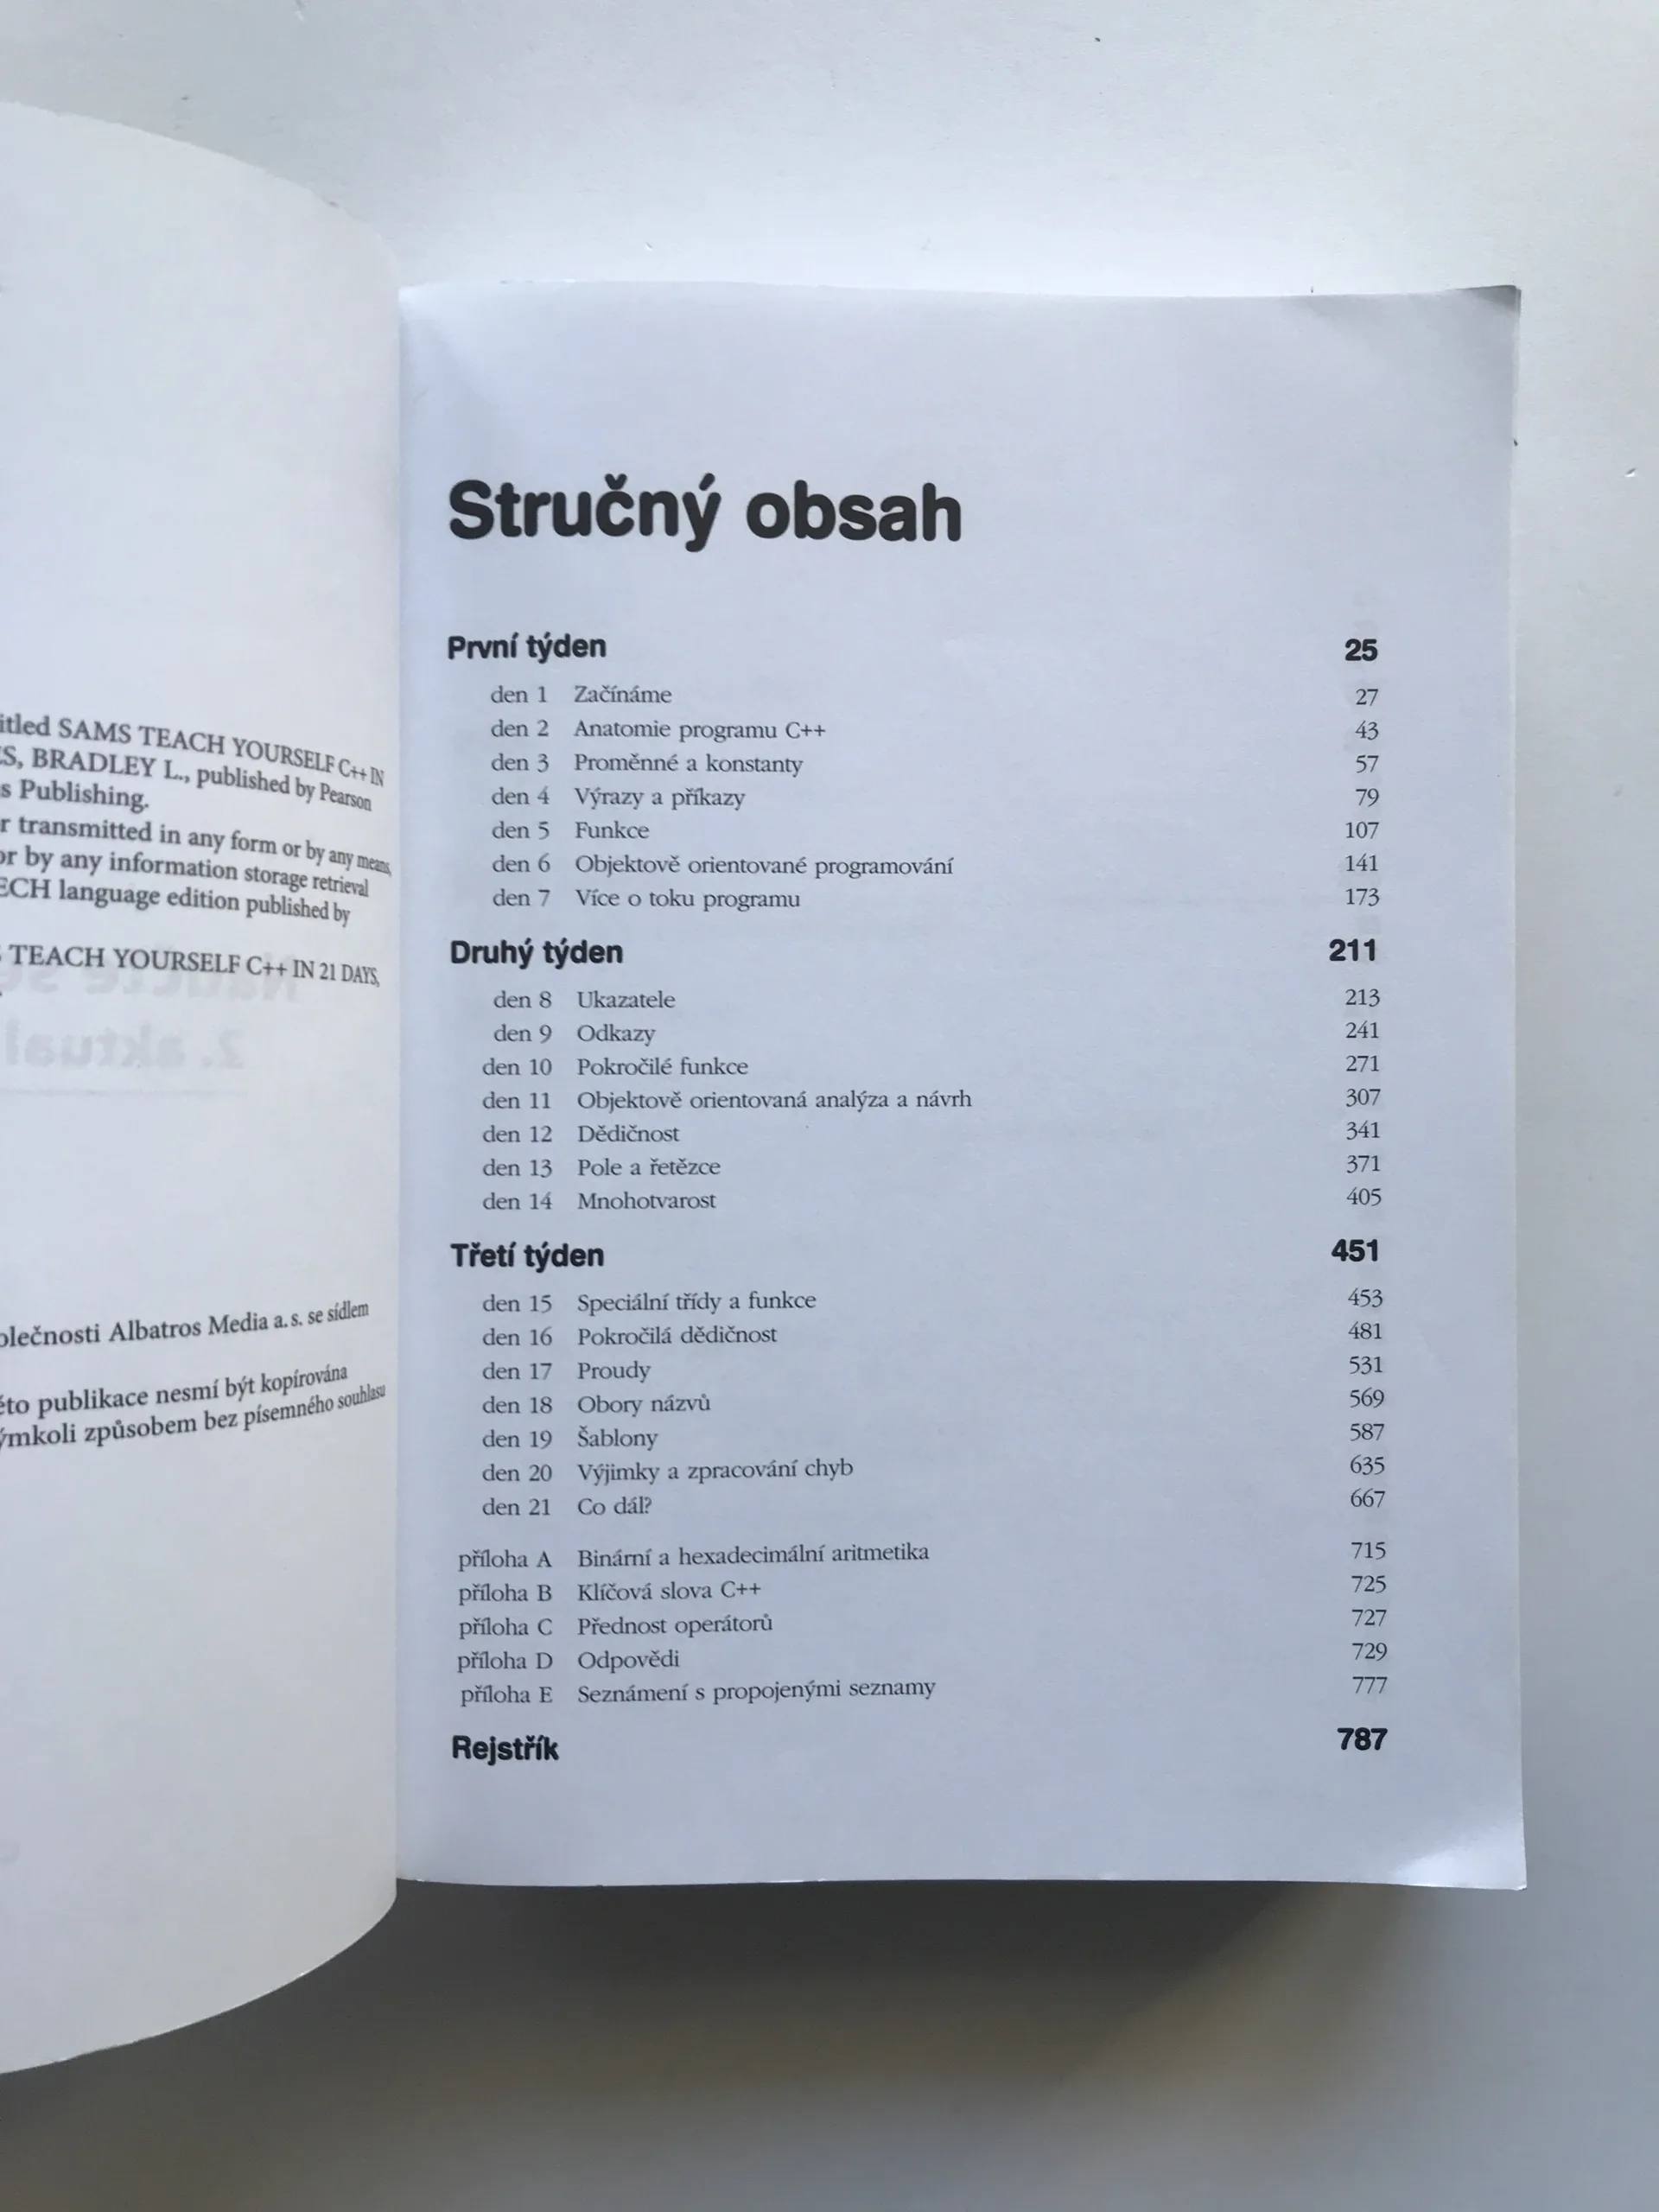 itled SAMS TEACH YOURSELF C++ IN
S, BRADLEY L., published by Pearson
s Publishing.
r transmitted in any form or by any means,
or by any information storage retrieval
ECH language edition published by
TEACH YOURSELF C++ IN 21 DAYS,
2. aktual
olečnosti Albatros Media a. s. se sídlem
éto publikace nesmí být kopírována
ýmkoli způsobem bez písemného souhlasu
Stručný obsah
První týden 25
den 1 Začínáme 27
den 2 Anatomie programu C++ 43
den 3 Proměnné a konstanty 57
den 4 Výrazy a příkazy 79
den 5 Funkce 107
den 6 Objektově orientované programování 141
den 7 Více o toku programu 173
Druhý týden 211
den 8 Ukazatele 213
den 9 Odkazy 241
den 10 Pokročilé funkce 271
den 11 Objektově orientovaná analýza a návrh 307
den 12 Dědičnost 341
den 13 Pole a řetězce 371
den 14 Mnohotvarost 405
Třetí týden 451
den 15 Speciální třídy a funkce 453
den 16 Pokročilá dědičnost 481
den 17 Proudy 531
den 18 Obory názvů 569
den 19 Šablony 587
den 20 Výjimky a zpracování chyb 635
den 21 Co dál? 667
příloha A Binární a hexadecimální aritmetika 715
příloha B Klíčová slova C++ 725
příloha C Přednost operátorů 727
příloha D Odpovědi 729
příloha E Seznámení s propojenými seznamy 777
Rejstřík 787